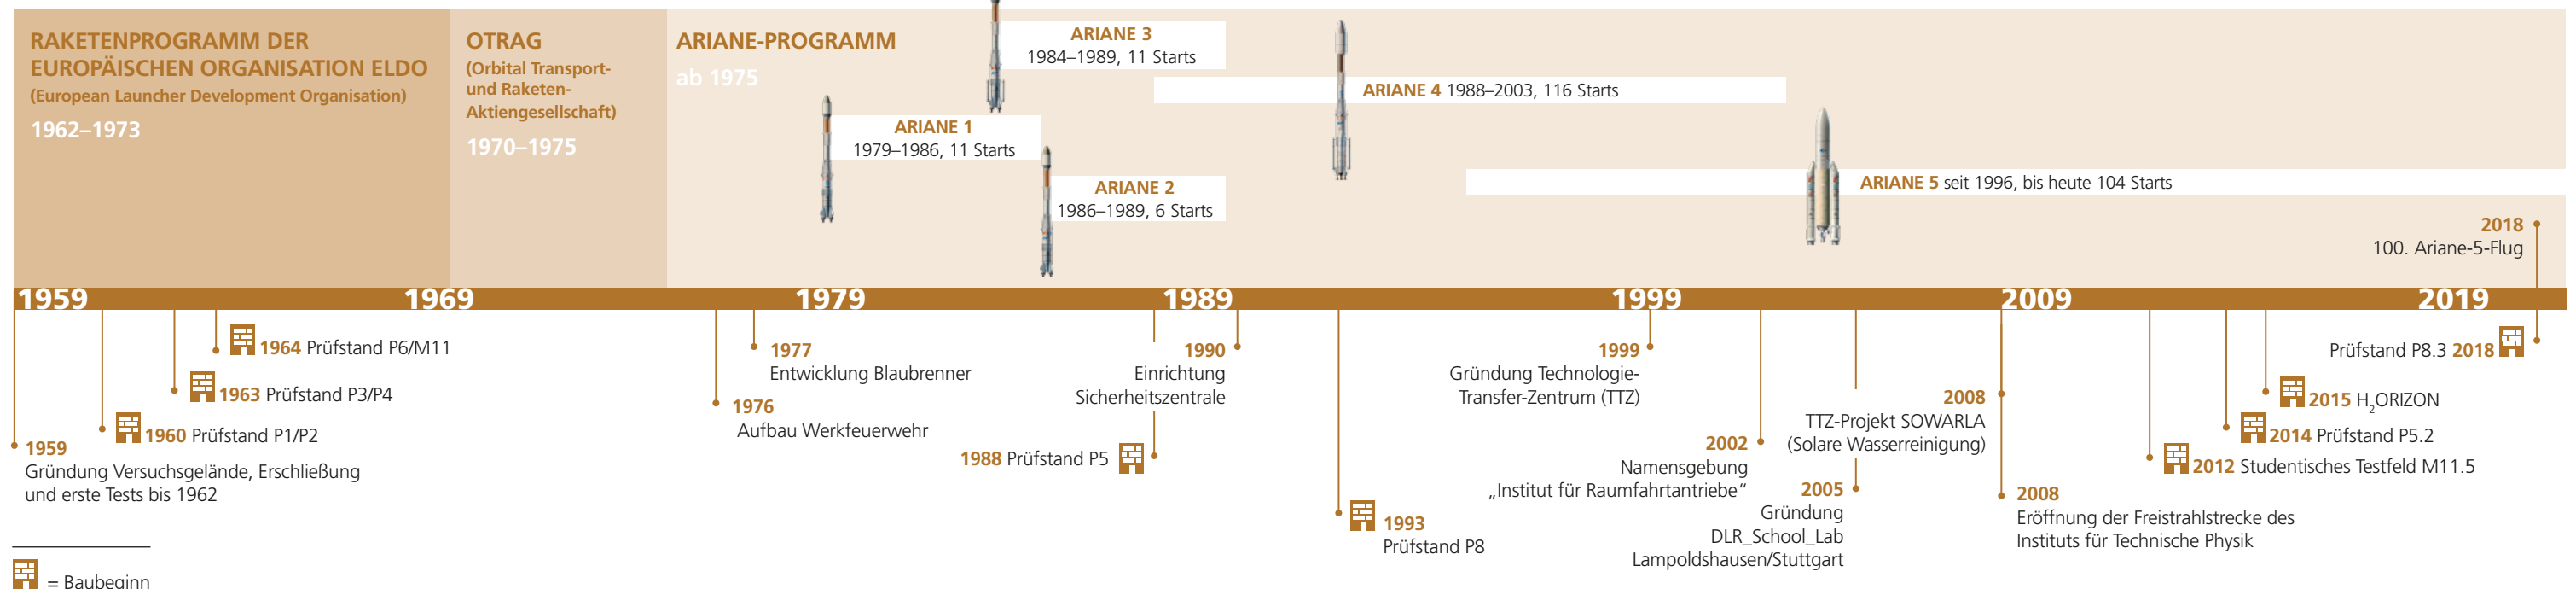 RAKETENPROGRAMM DER
EUROPÄISCHEN ORGANISATION ELDO
(European Launcher Development Organisation)
1962–1973
OTRAG
(Orbital Transport-
und Raketen-
Aktiengesellschaft)
1970–1975
ARIANE-PROGRAMM
ab 1975
ARIANE 3
1984–1989, 11 Starts
ARIANE 4 1988–2003, 116 Starts
ARIANE 1
1979–1986, 11 Starts
ARIANE 2
1986–1989, 6 Starts
ARIANE 5 seit 1996, bis heute 104 Starts
2018
100. Ariane-5-Flug
1959
1969
1979
1989
1999
2009
2019
1964 Prüfstand P6/M11
1963 Prüfstand P3/P4
1960 Prüfstand P1/P2
1959
Gründung Versuchsgelände, Erschließung
und erste Tests bis 1962
1977
Entwicklung Blaubrenner
1976
Aufbau Werkfeuerwehr
1990
Einrichtung
Sicherheitszentrale
1988 Prüfstand P5
1993
Prüfstand P8
1999
Gründung Technologie-
Transfer-Zentrum (TTZ)
2002
Namensgebung
„Institut für Raumfahrtantriebe“
2008
TTZ-Projekt SOWARLA
(Solare Wasserreinigung)
2005
Gründung
DLR_School_Lab
Lampoldshausen/Stuttgart
2008
Eröffnung der Freistrahlstrecke des
Instituts für Technische Physik
Prüfstand P8.3 2018
2015 H₂ORIZON
2014 Prüfstand P5.2
2012 Studentisches Testfeld M11.5
= Baubeginn